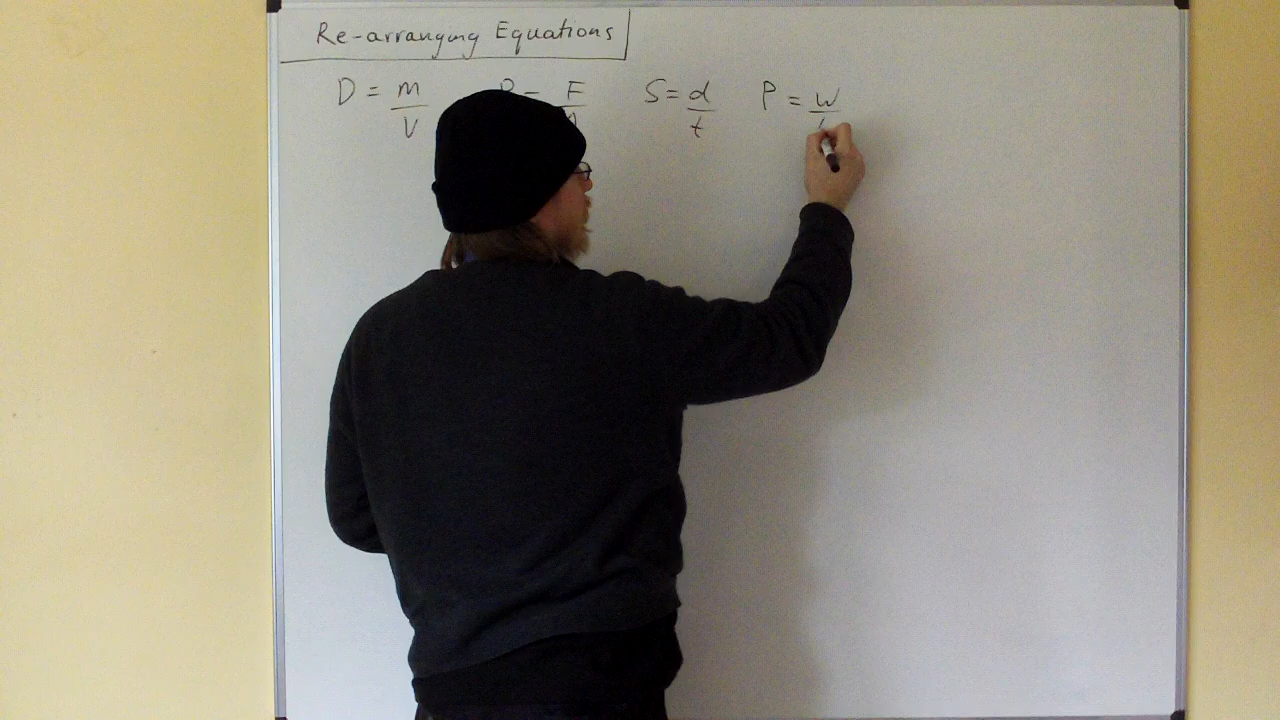 Re-arranging Equations
D = m/V = F S = d/t P = W